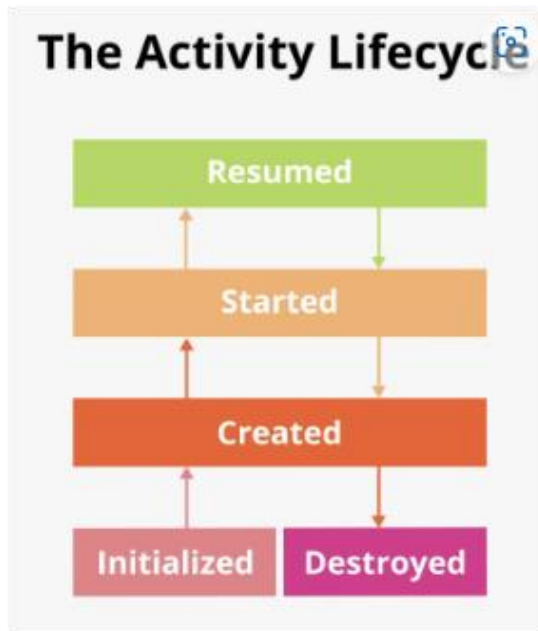 The Activity Lifecycle
Resumed
Started
Created
Initialized
Destroyed